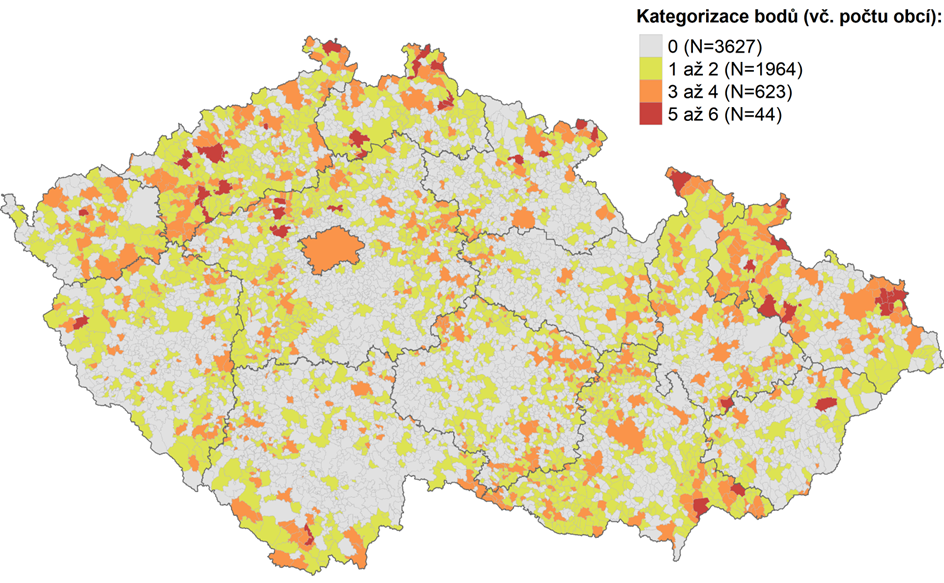 Kategorizace bodů (vč. počtu obcí):
0 (N=3627)
1 až 2 (N=1964)
3 až 4 (N=623)
5 až 6 (N=44)